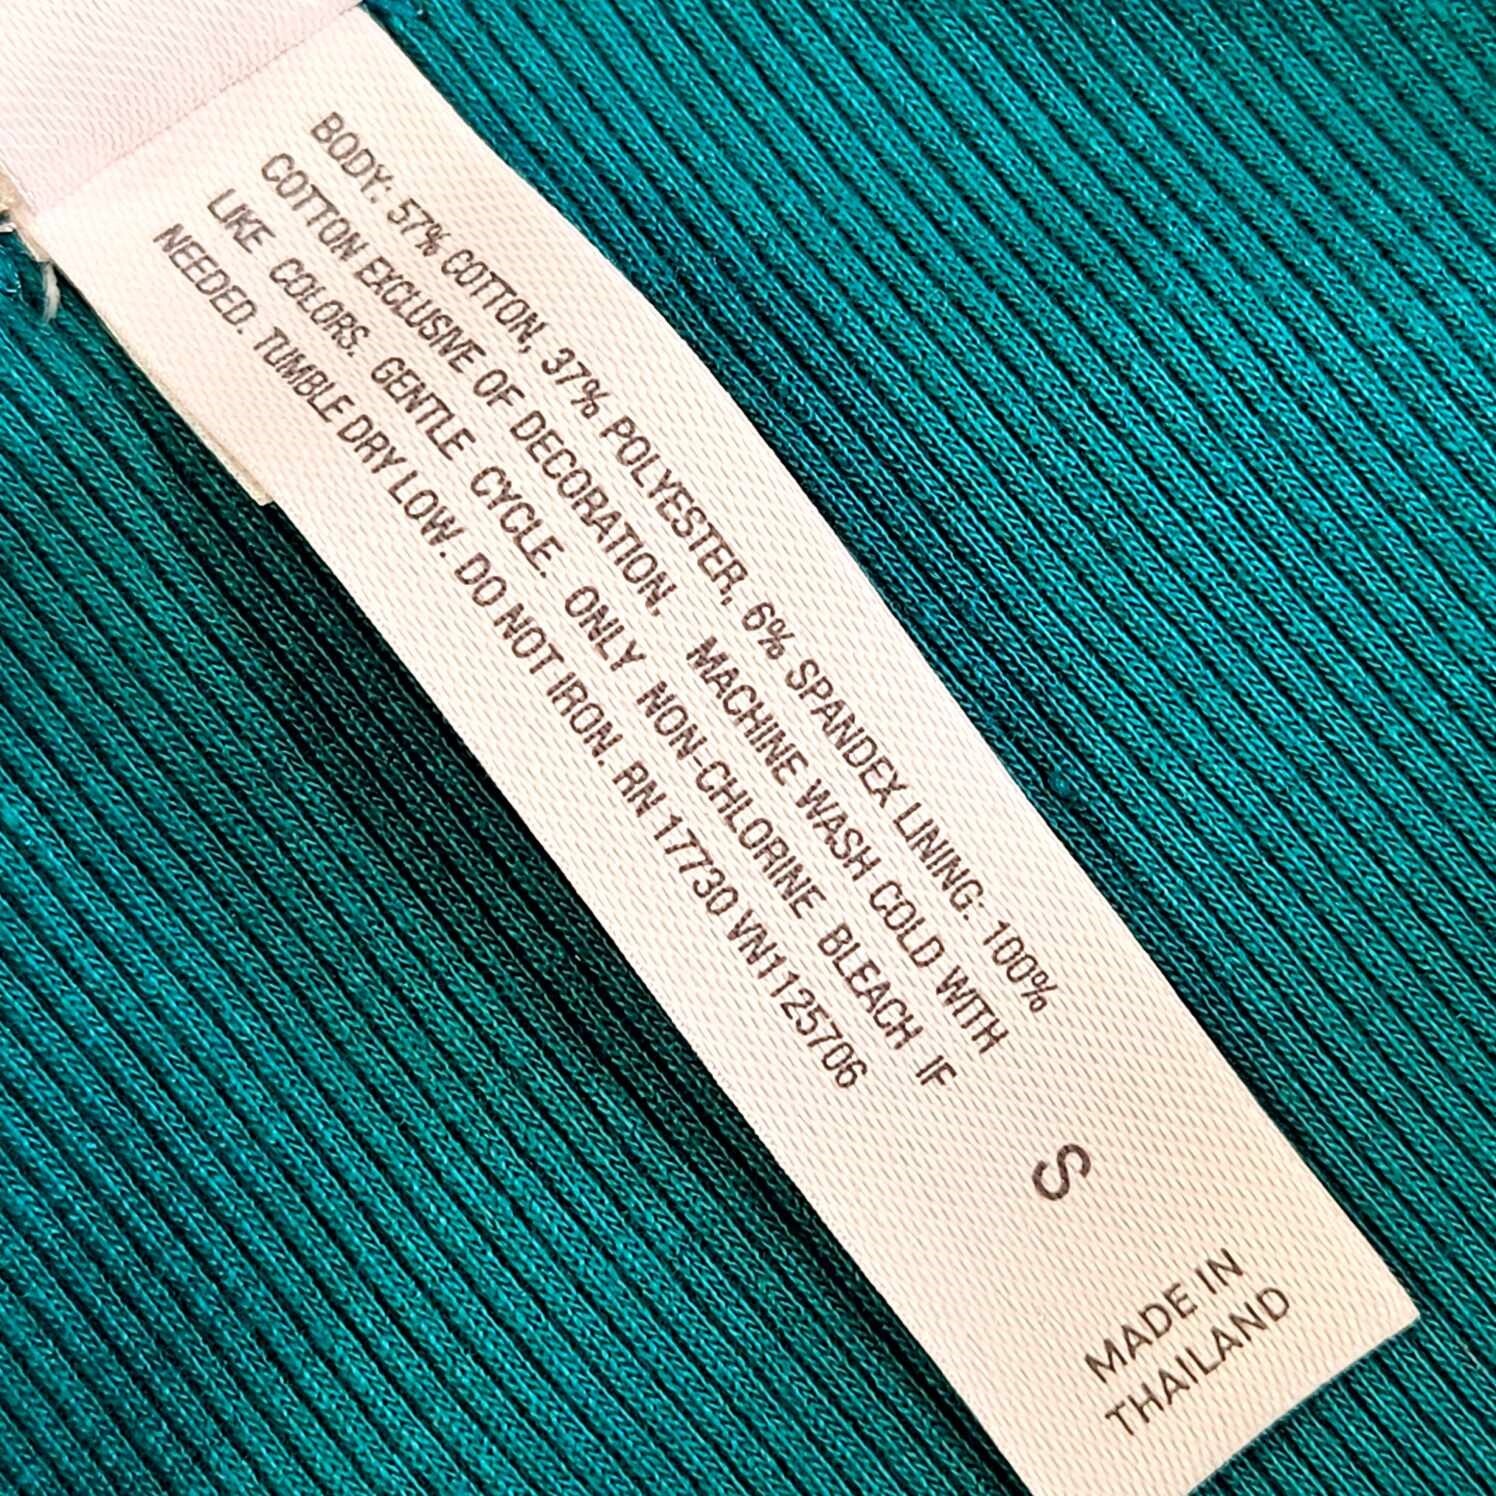 BODY: 57% COTTON, 37% POLYESTER, 6% SPANDEX LINING: 100%
COTTON EXCLUSIVE OF DECORATION. MACHINE WASH COLD WITH
LIKE COLORS. GENTLE CYCLE. ONLY NON-CHLORINE BLEACH IF
NEEDED. TUMBLE DRY LOW. DO NOT IRON. RN 17730 VN1125706
S
MADE IN
THAILAND